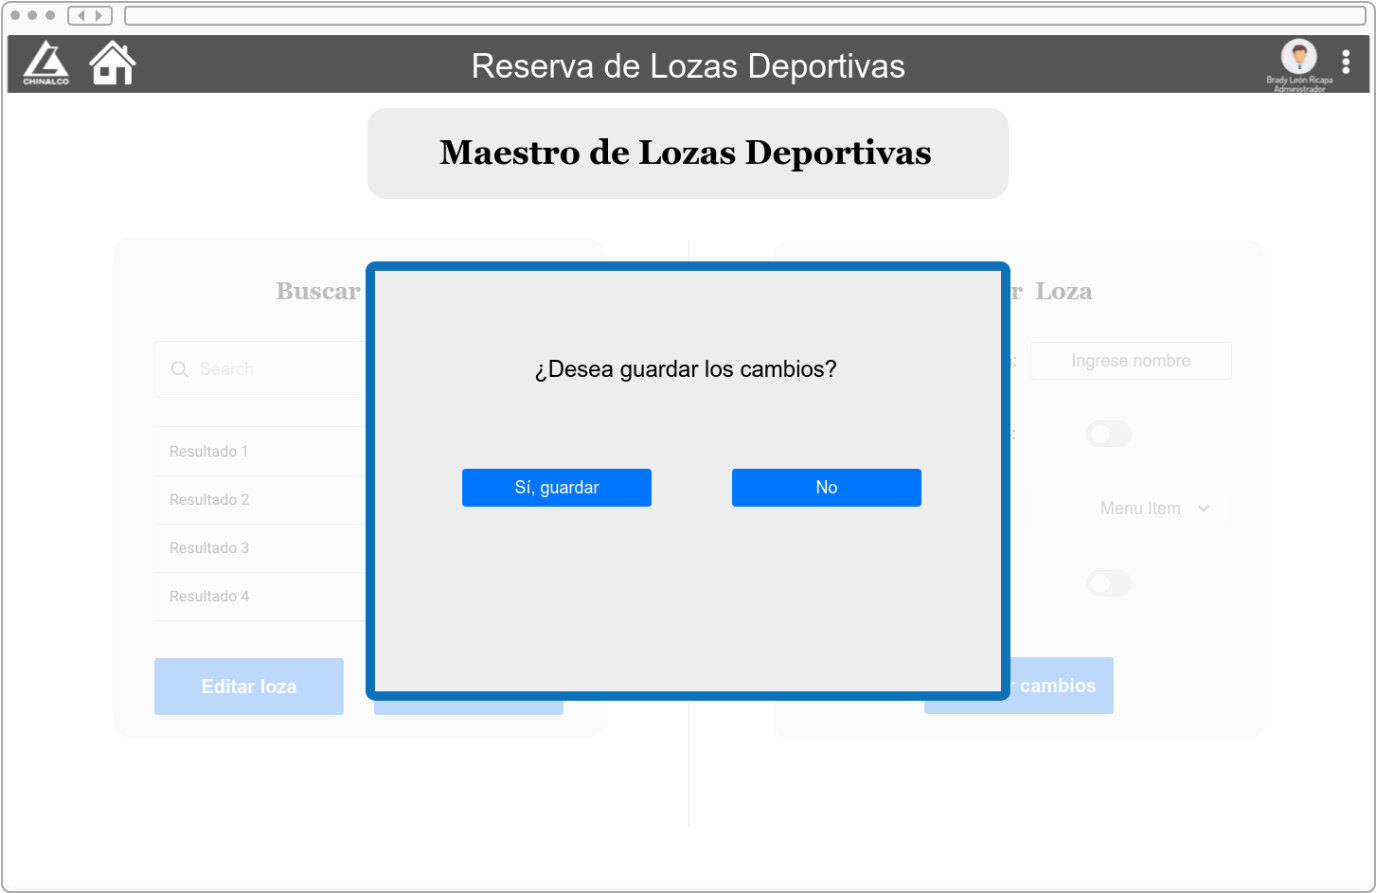 CHINALCO
Reserva de Lozas Deportivas
Brady León Ricapa
Administrador
Maestro de Lozas Deportivas
Buscar
Search
Resultado 1
Resultado 2
Resultado 3
Resultado 4
Editar loza
¿Desea guardar los cambios?
Sí, guardar
No
r Loza
:
Ingrese nombre
:
Menu Item
r cambios